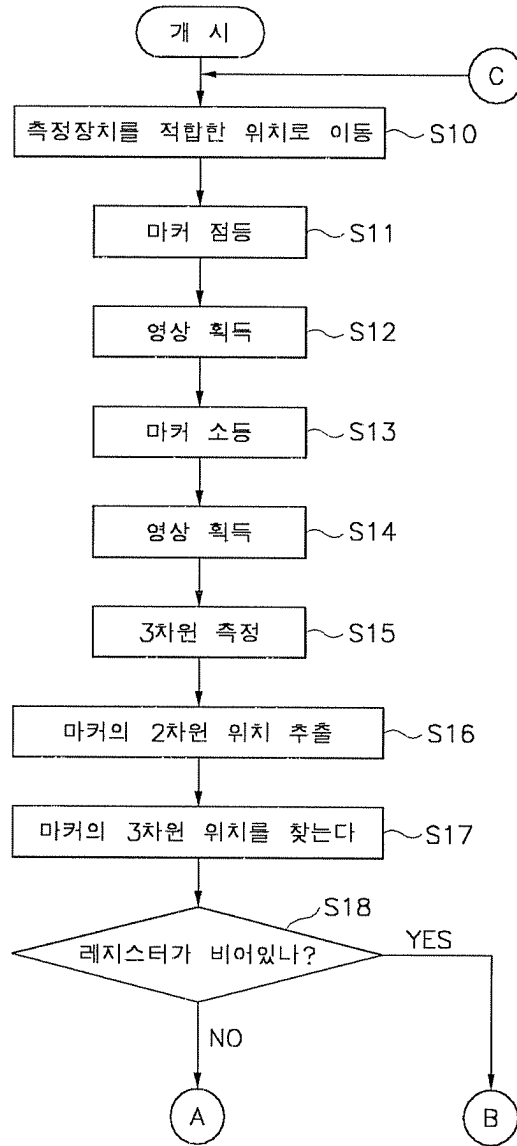 개 시
C
측정장치를 적합한 위치로 이동 S10
마커 점등 S11
영상 획득 S12
마커 소등 S13
영상 획득 S14
3차원 측정 S15
마커의 2차원 위치 추출 S16
마커의 3차원 위치를 찾는다 S17
S18
레지스터가 비어있나?
YES
NO
A
B